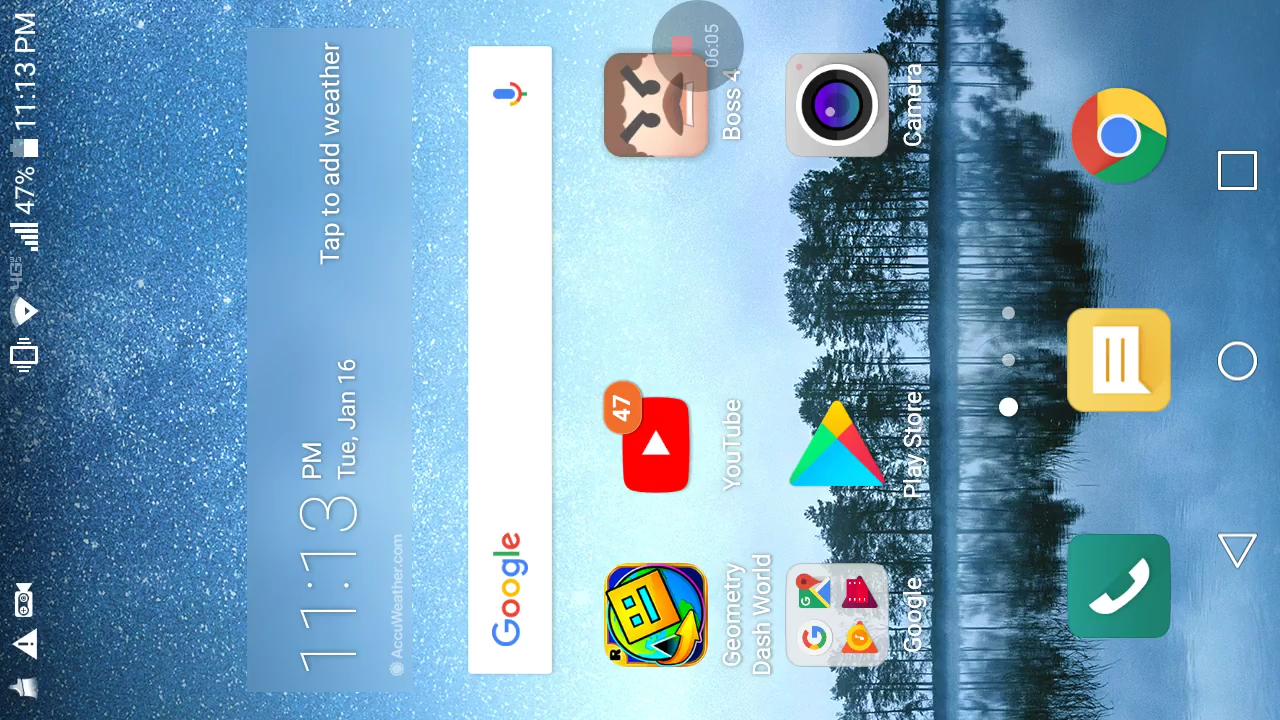 47% 11:13 PM
11:13 PM
Tue, Jan 16
Tap to add weather
AccuWeather.com
Google
47
06:05
Geometry
Dash World
YouTube
Boss 4
Google
Play Store
Camera